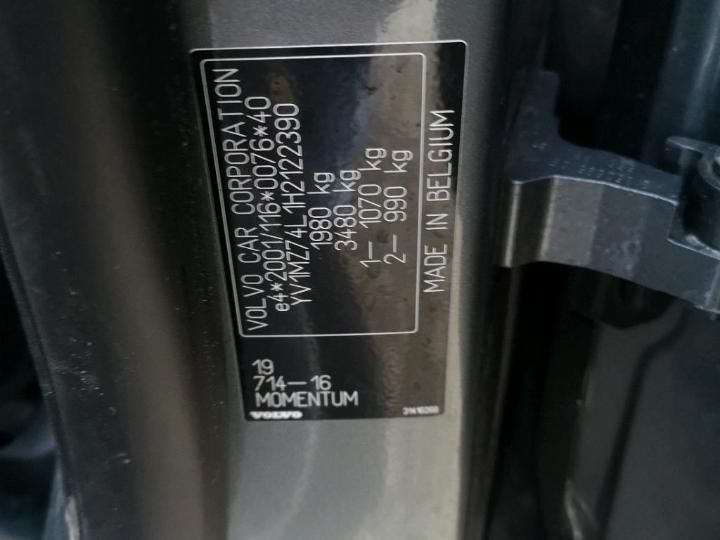 VOLVO CAR CORPORATION
e4*2001/116*0076*40
YV1MZ74L1H2122390
1980 kg
3480 kg
1— 1070 kg
2— 990 kg
MADE IN BELGIUM
19
714—16
MOMENTUM
VOLVO
31416268